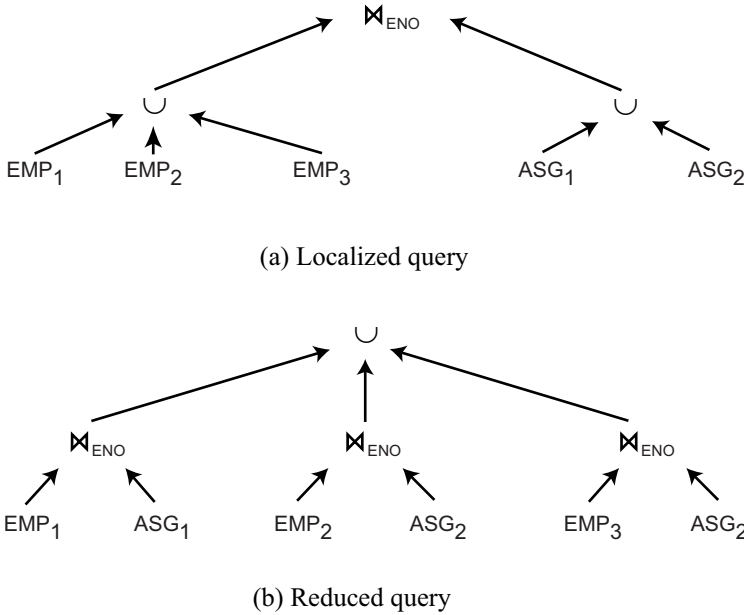 ⋈ENO
∪ ∪
EMP1 EMP2 EMP3 ASG1 ASG2
(a) Localized query
∪
⋈ENO ⋈ENO ⋈ENO
EMP1 ASG1 EMP2 ASG2 EMP3 ASG2
(b) Reduced query